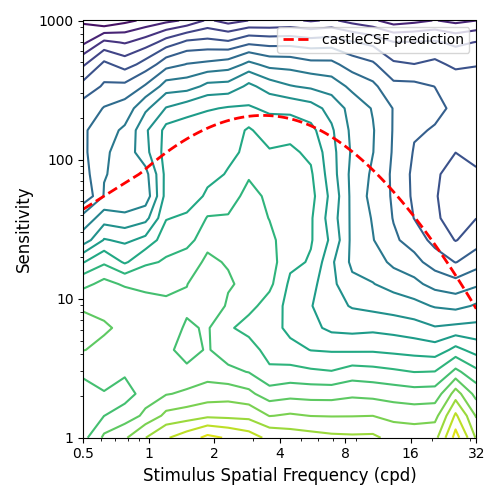 1000
castleCSF prediction
100
Sensitivity
10
1
0.5 1 2 4 8 16 32
Stimulus Spatial Frequency (cpd)